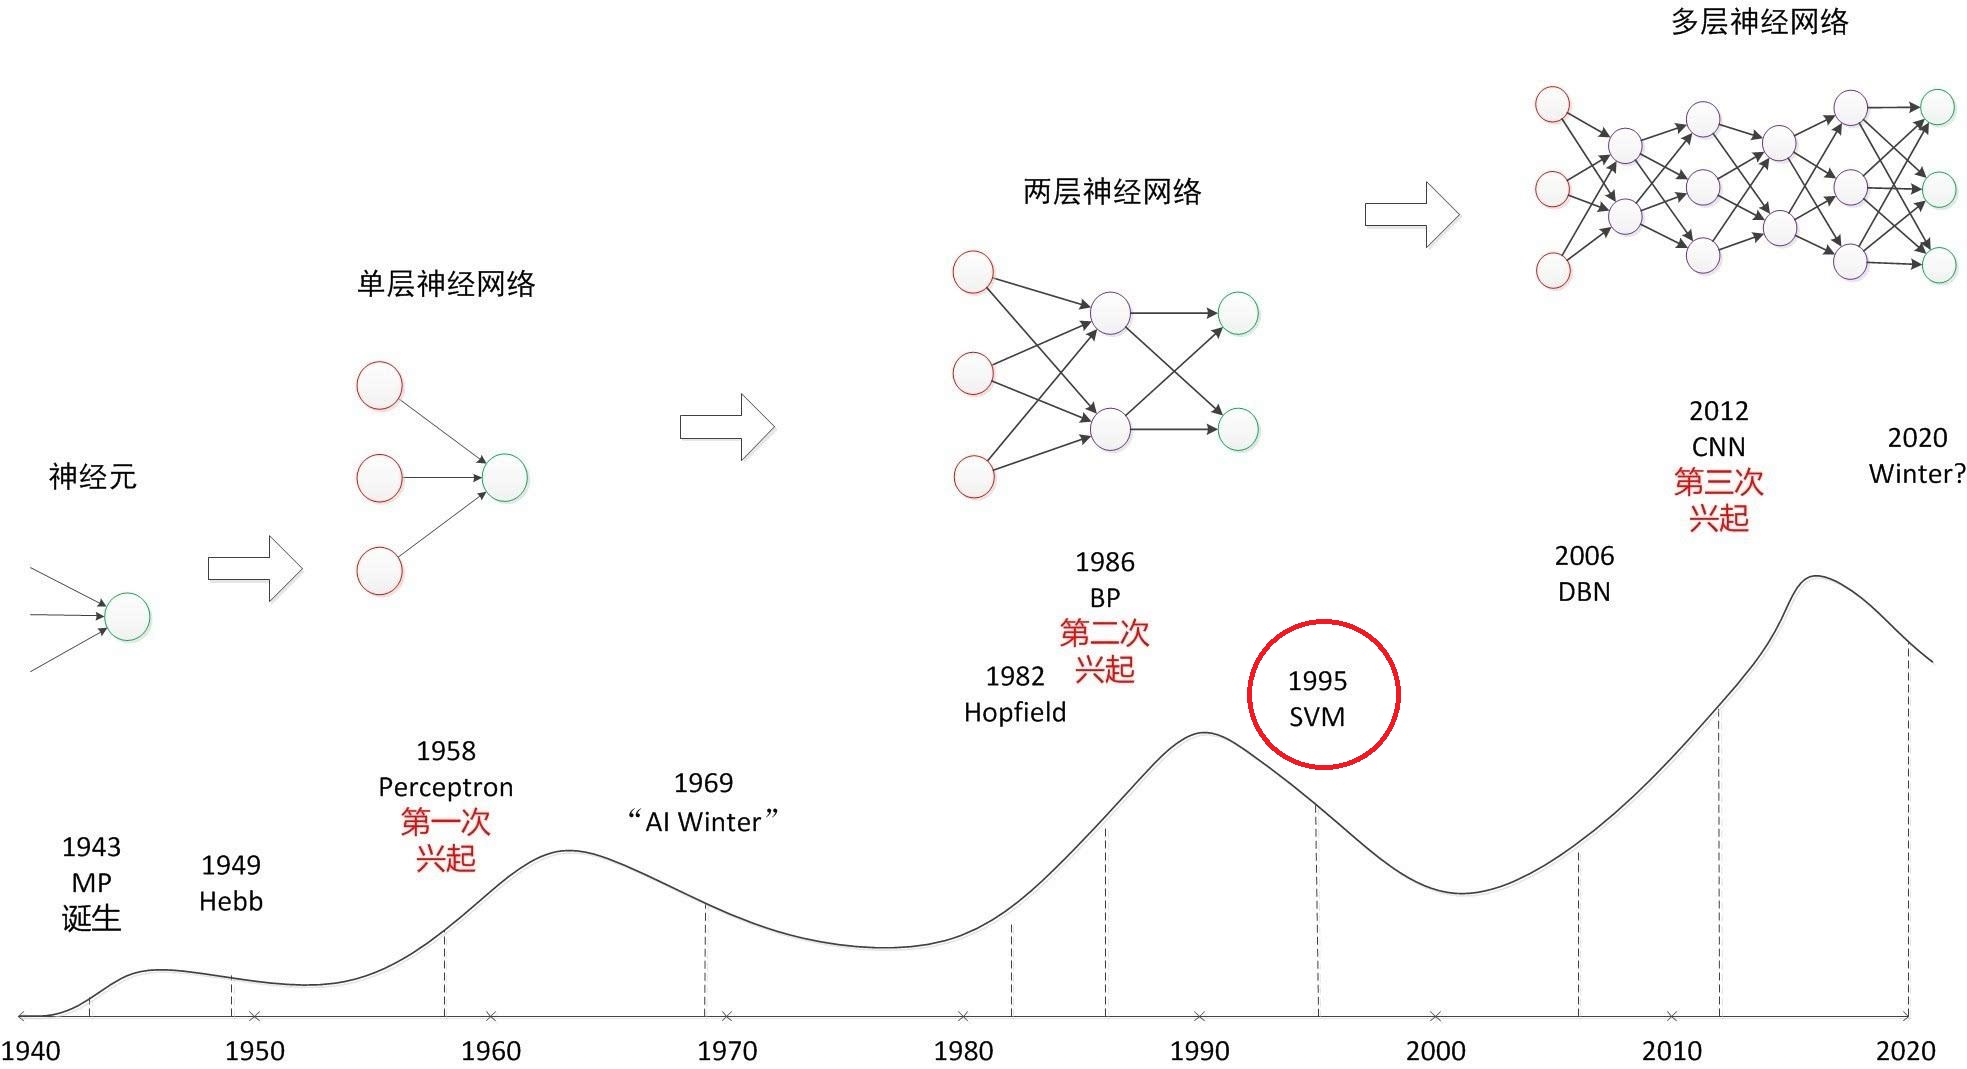 多层神经网络
两层神经网络
单层神经网络
神经元
2012
CNN
第三次
兴起
2020
Winter?
2006
DBN
1986
BP
第二次
兴起
1982
Hopfield
1995
SVM
1958
Perceptron
第一次
兴起
1969
“AI Winter”
1943
MP
诞生
1949
Hebb
1940 1950 1960 1970 1980 1990 2000 2010 2020